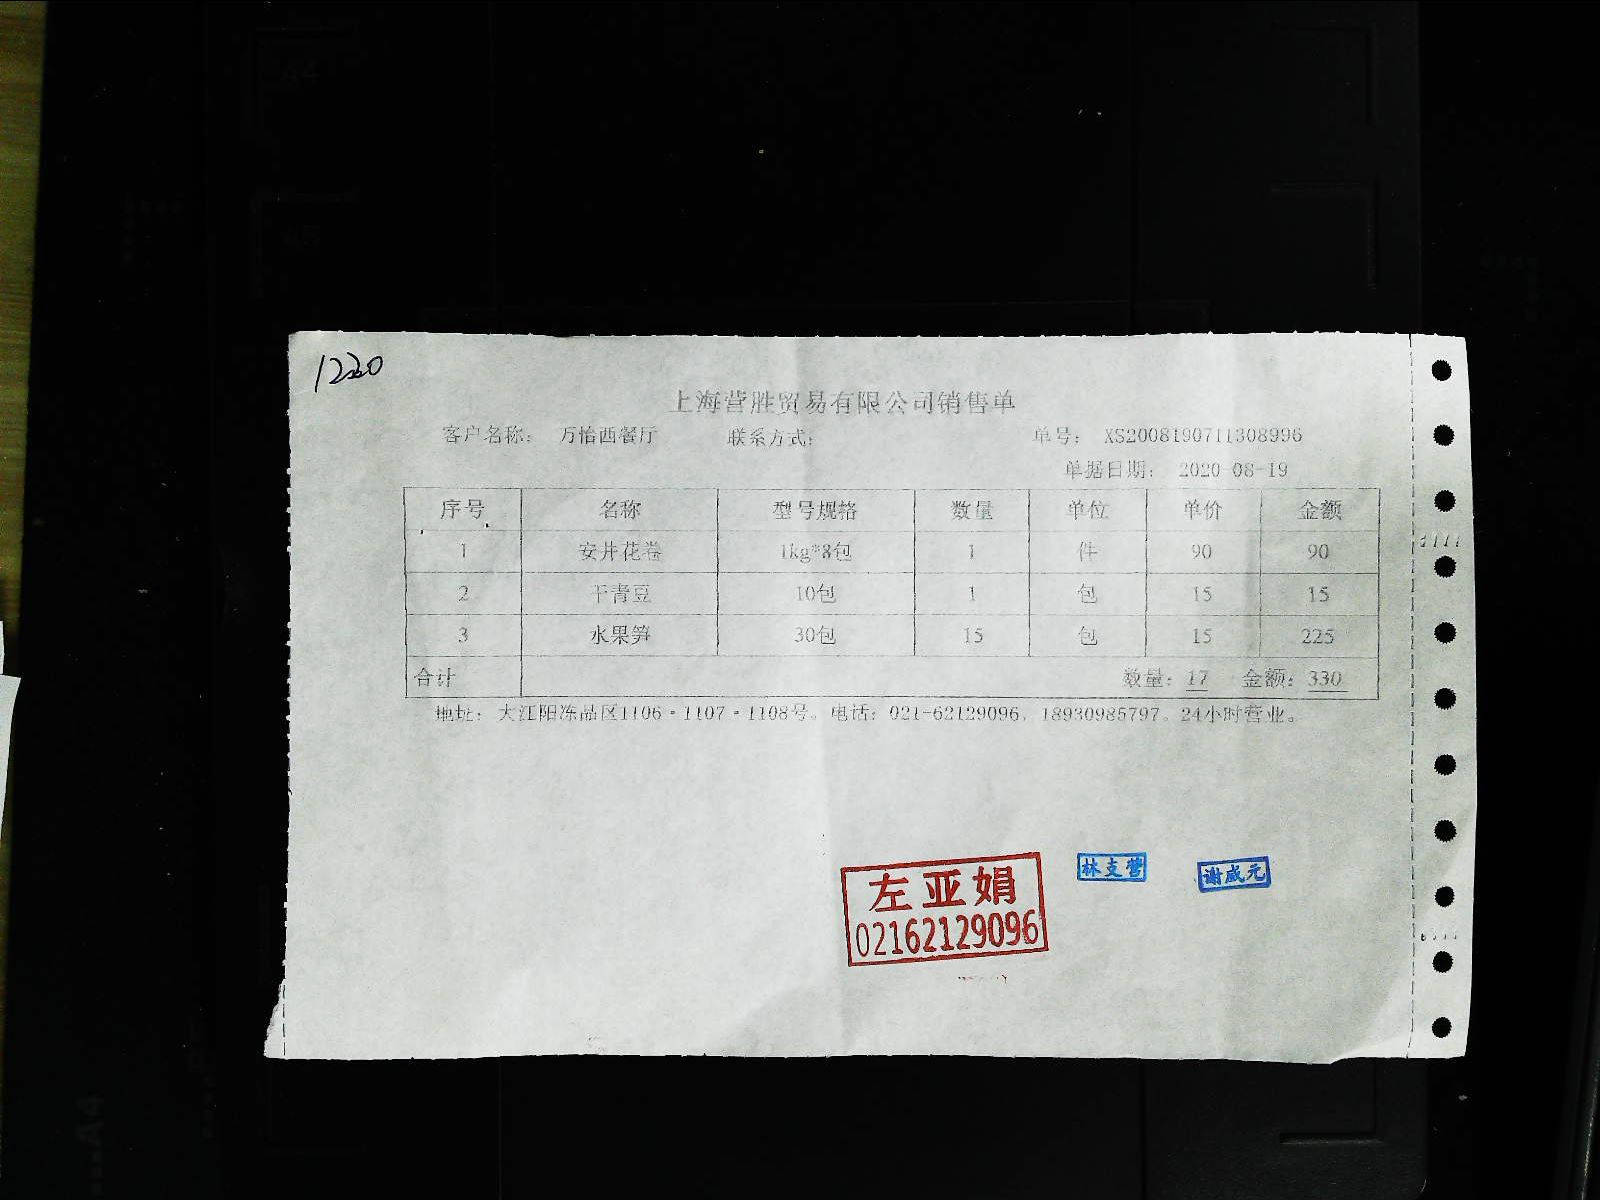 1220
上海营胜贸易有限公司销售单
客户名称： 万怡西餐厅 联系方式： 单号： XS2008190711308996
单据日期： 2020-08-19
序号 名称 型号规格 数量 单位 单价 金额
1 安井花卷 1kg*8包 1 件 90 90
2 干青豆 10包 1 包 15 15
3 水果笋 30包 15 包 15 225
合计 数量：17 金额：330
地址：大江阳冻品区1106·1107·1108号。电话：021-62129096，18930985797。24小时营业。
左亚娟
02162129096
林支营
谢成元
A4